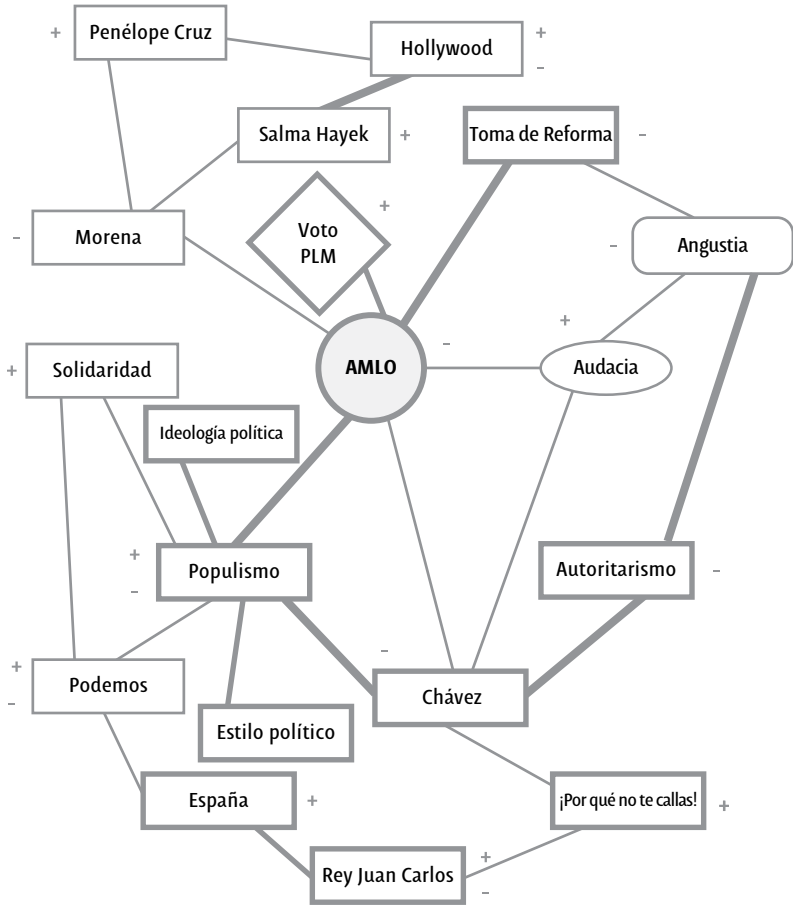 + Penélope Cruz
Hollywood +
-
Salma Hayek +
Toma de Reforma -
+
Voto
PLM
- Morena
- Angustia
+
AMLO -
Audacia
+ Solidaridad
Ideología política
+
-
Populismo
Autoritarismo -
-
+
-
Podemos
Chávez
Estilo político
España +
¡Por qué no te callas! +
Rey Juan Carlos +
-